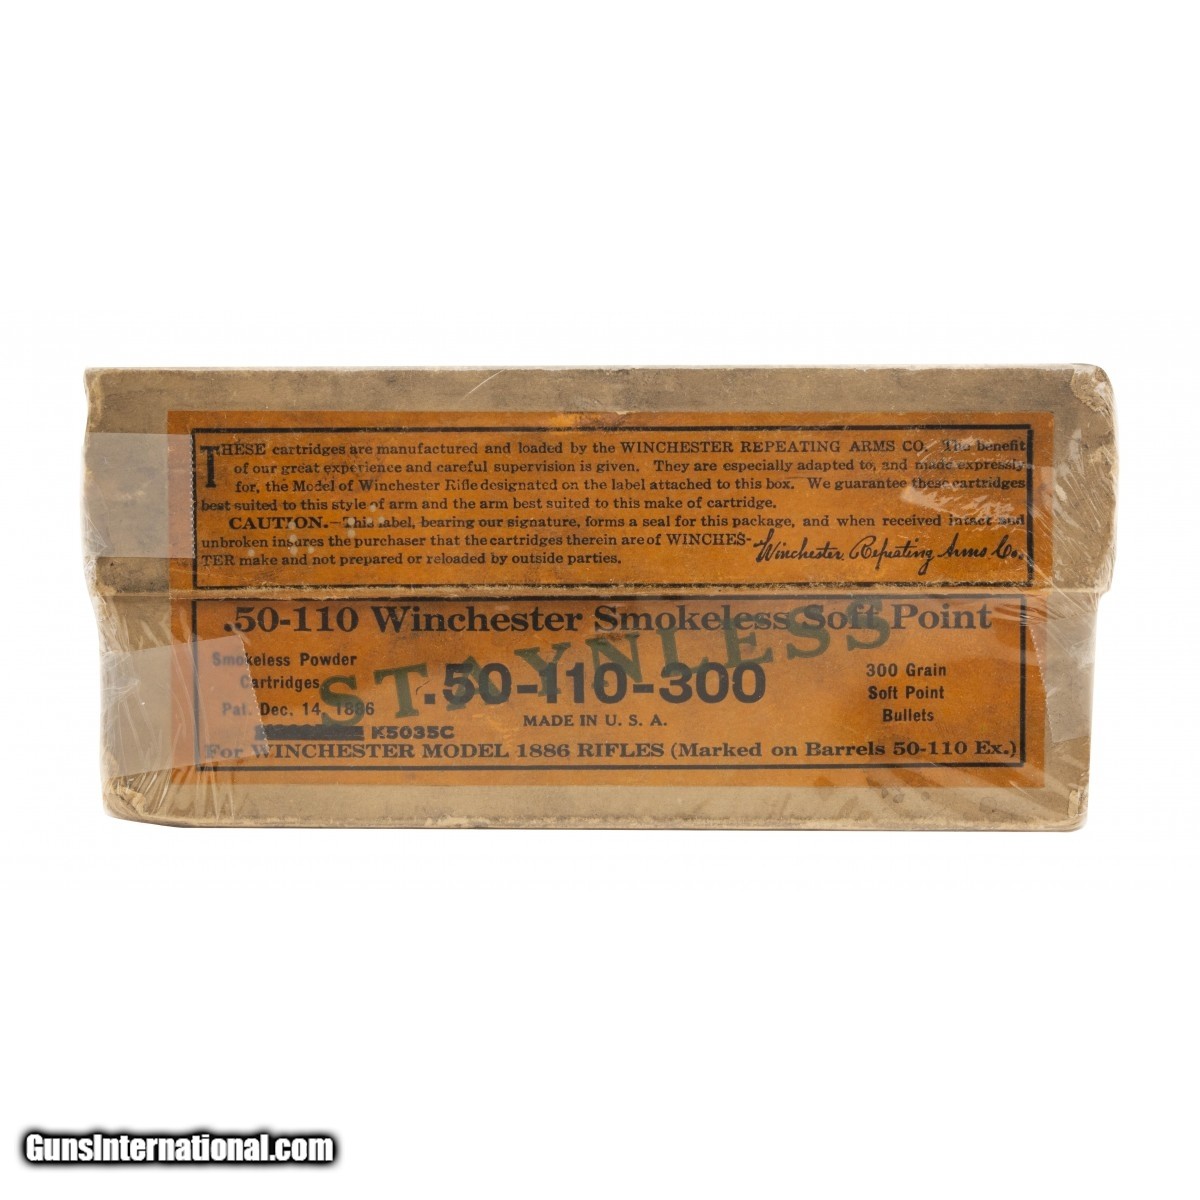 THESE cartridges are manufactured and loaded by the WINCHESTER REPEATING ARMS CO. The benefit
of our great experience and careful supervision is given. They are especially adapted to, and made expressly
for, the Model of Winchester Rifle designated on the label attached to this box. We guarantee these cartridges
best suited to this style of arm and the arm best suited to this make of cartridge.
CAUTION.—This label, bearing our signature, forms a seal for this package, and when received intact and
unbroken insures the purchaser that the cartridges therein are of WINCHES-
TER make and not prepared or reloaded by outside parties.
Winchester Repeating Arms Co.
.50-110 Winchester Smokeless Soft Point
STAYNLESS
Smokeless Powder
Cartridges
Pat. Dec. 14, 1886
K5035C
.50-110-300
MADE IN U. S. A.
300 Grain
Soft Point
Bullets
For WINCHESTER MODEL 1886 RIFLES (Marked on Barrels 50-110 Ex.)
GunsInternational.com